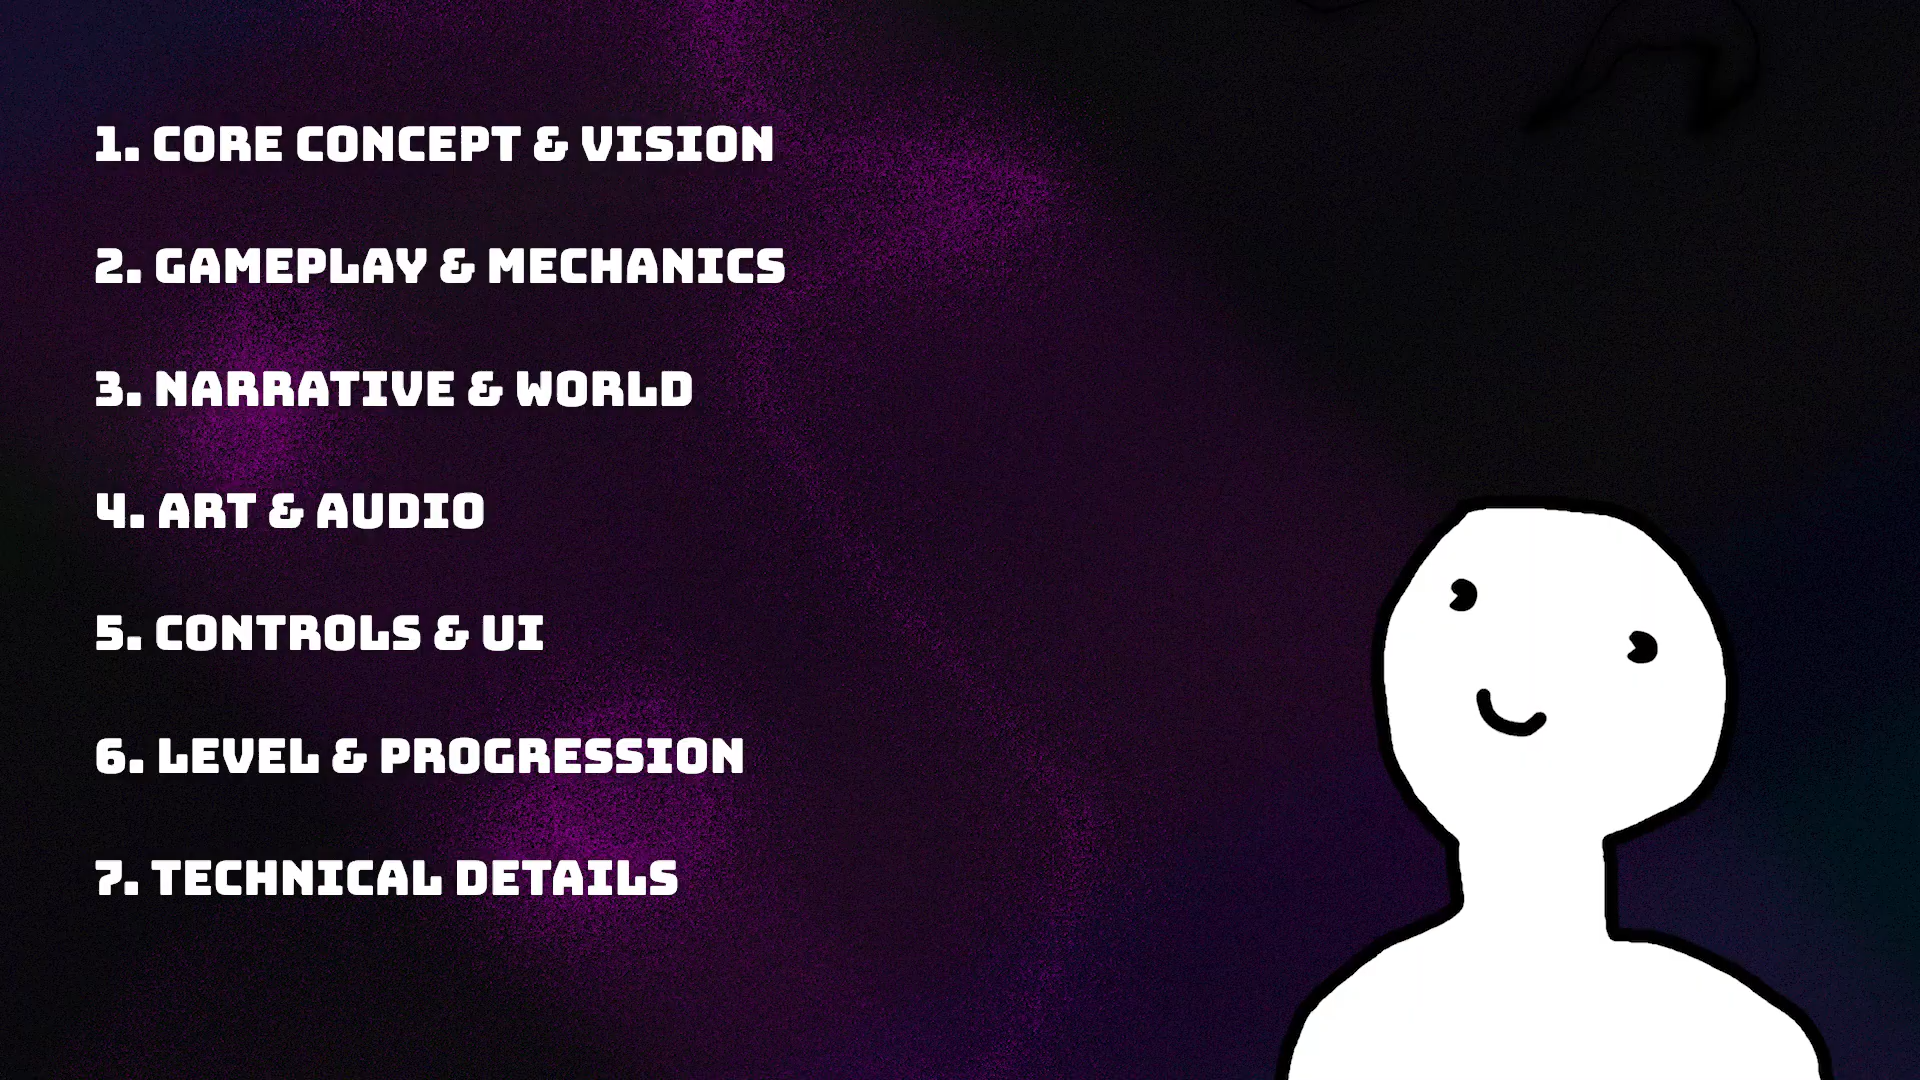 1. CORE CONCEPT & VISION
2. GAMEPLAY & MECHANICS
3. NARRATIVE & WORLD
4. ART & AUDIO
5. CONTROLS & UI
6. LEVEL & PROGRESSION
7. TECHNICAL DETAILS